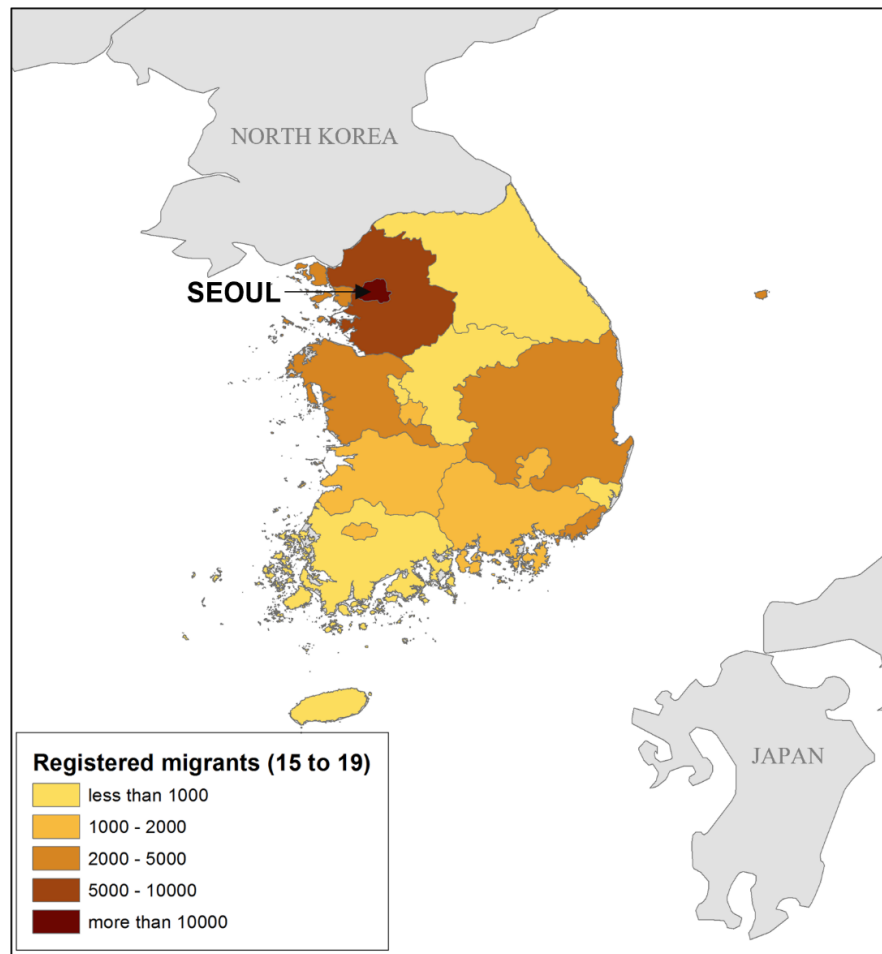 NORTH KOREA
SEOUL
JAPAN
Registered migrants (15 to 19)
less than 1000
1000 - 2000
2000 - 5000
5000 - 10000
more than 10000